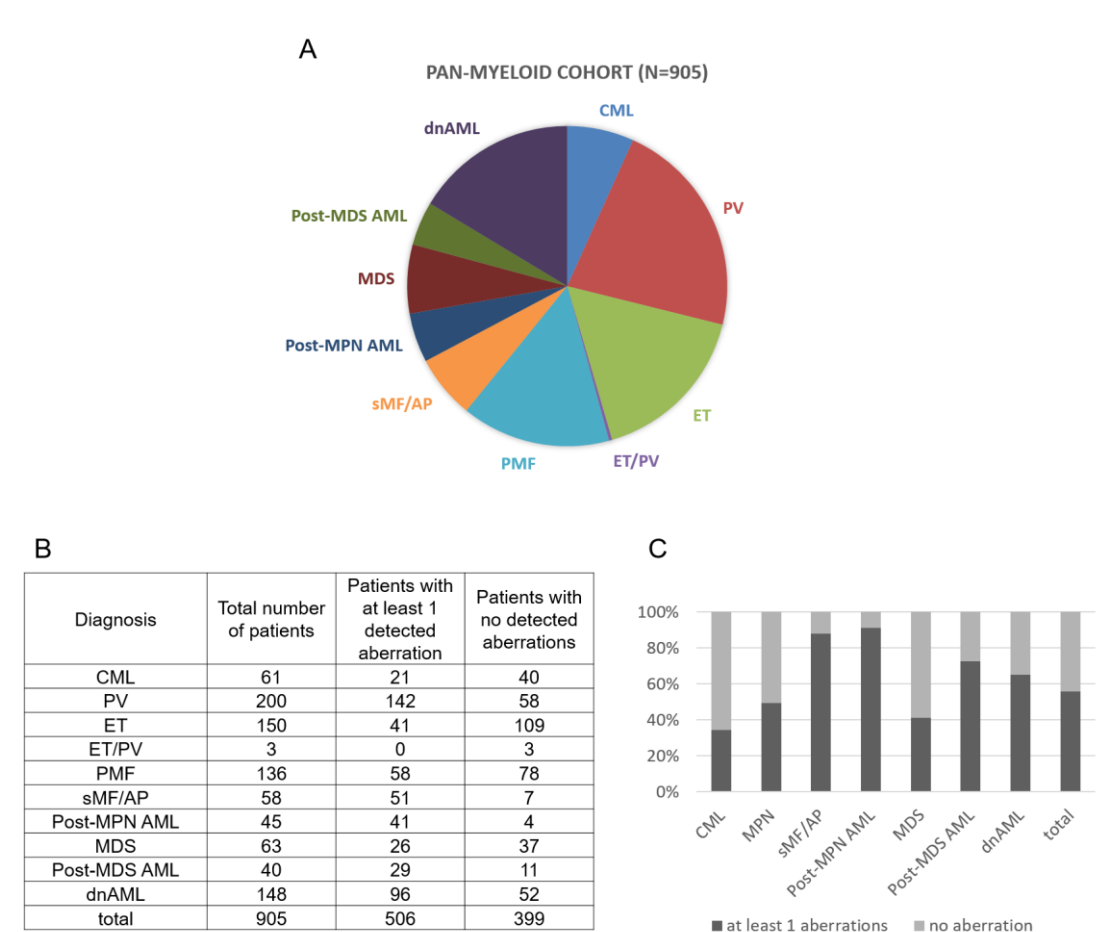 A
PAN-MYELOID COHORT (N=905)
CML
dnAML
PV
Post-MDS AML
MDS
Post-MPN AML
sMF/AP
ET
PMF
ET/PV
B
Diagnosis
Total number
of patients
Patients with
at least 1
detected
aberration
Patients with
no detected
aberrations
CML 61 21 40
PV 200 142 58
ET 150 41 109
ET/PV 3 0 3
PMF 136 58 78
sMF/AP 58 51 7
Post-MPN AML 45 41 4
MDS 63 26 37
Post-MDS AML 40 29 11
dnAML 148 96 52
total 905 506 399
C
100%
80%
60%
40%
20%
0%
CML
MPN
sMF/AP
Post-MPN AML
MDS
Post-MDS AML
dnAML
total
at least 1 aberrations
no aberration